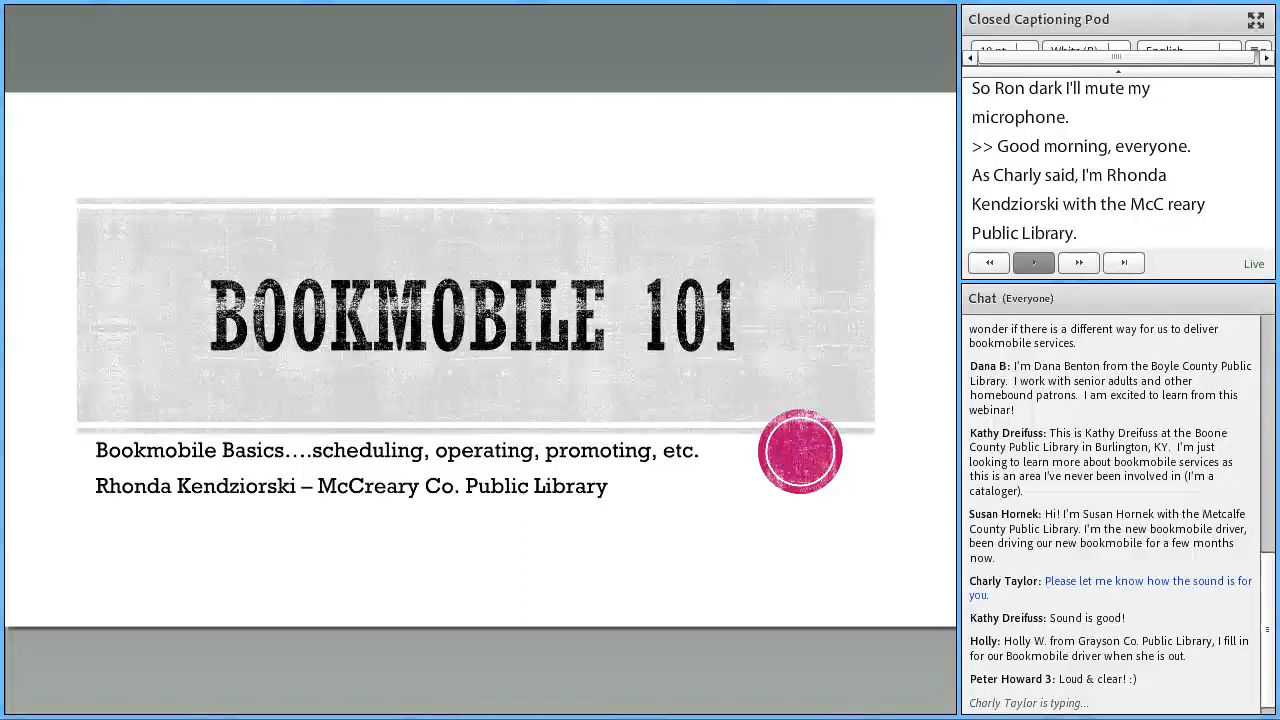 BOOKMOBILE 101
Bookmobile Basics....scheduling, operating, promoting, etc.
Rhonda Kendziorski – McCreary Co. Public Library
Closed Captioning Pod
English
So Ron dark I'll mute my
microphone.
>> Good morning, everyone.
As Charly said, I'm Rhonda
Kendziorski with the McC reary
Public Library.
Live
Chat (Everyone)
wonder if there is a different way for us to deliver
bookmobile services.
Dana B: I'm Dana Benton from the Boyle County Public
Library. I work with senior adults and other
homebound patrons. I am excited to learn from this
webinar!
Kathy Dreifuss: This is Kathy Dreifuss at the Boone
County Public Library in Burlington, KY. I'm just
looking to learn more about bookmobile services as
this is an area I've never been involved in (I'm a
cataloger).
Susan Hornek: Hi! I'm Susan Hornek with the Metcalfe
County Public Library. I'm the new bookmobile driver,
been driving our new bookmobile for a few months
now.
Charly Taylor: Please let me know how the sound is for
you.
Kathy Dreifuss: Sound is good!
Holly: Holly W. from Grayson Co. Public Library, I fill in
for our Bookmobile driver when she is out.
Peter Howard 3: Loud & clear! :)
Charly Taylor is typing...